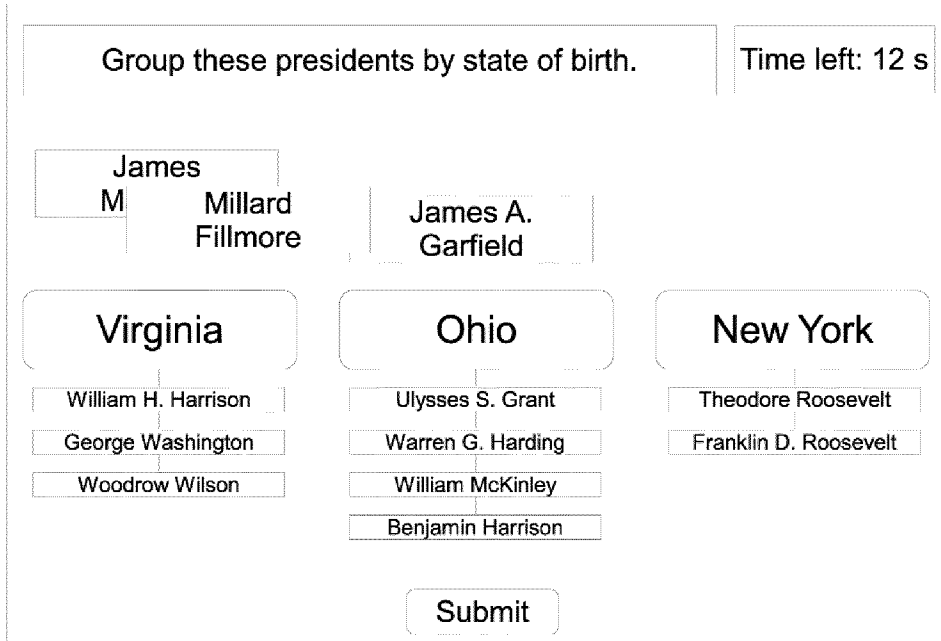 Group these presidents by state of birth.
Time left: 12 s
James
M
Millard
Fillmore
James A.
Garfield
Virginia
Ohio
New York
William H. Harrison
Ulysses S. Grant
Theodore Roosevelt
George Washington
Warren G. Harding
Franklin D. Roosevelt
Woodrow Wilson
William McKinley
Benjamin Harrison
Submit